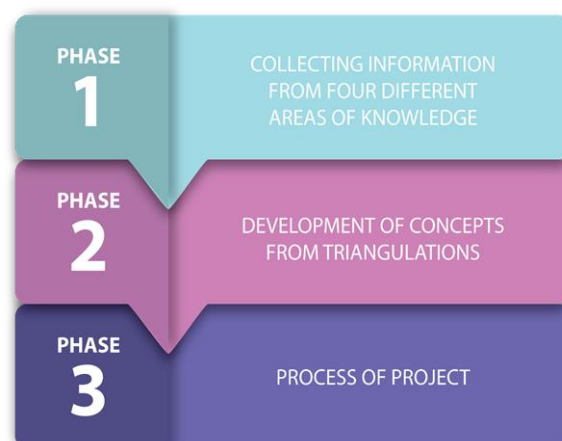 PHASE
1
COLLECTING INFORMATION
FROM FOUR DIFFERENT
AREAS OF KNOWLEDGE
PHASE
2
DEVELOPMENT OF CONCEPTS
FROM TRIANGULATIONS
PHASE
3
PROCESS OF PROJECT